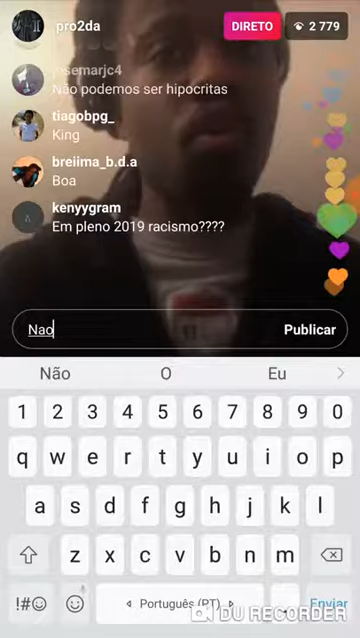 pro2da
DIRETO
2 779
semarjc4
Não podemos ser hipocritas
tiagobpg_
King
breiima_b.d.a
Boa
kenyygram
Em pleno 2019 racismo????
Nao
Publicar
Não O Eu
1 2 3 4 5 6 7 8 9 0
q w e r t y u i o p
a s d f g h j k l
z x c v b n m
!#☺ Português (PT) Enviar
DU RECORDER